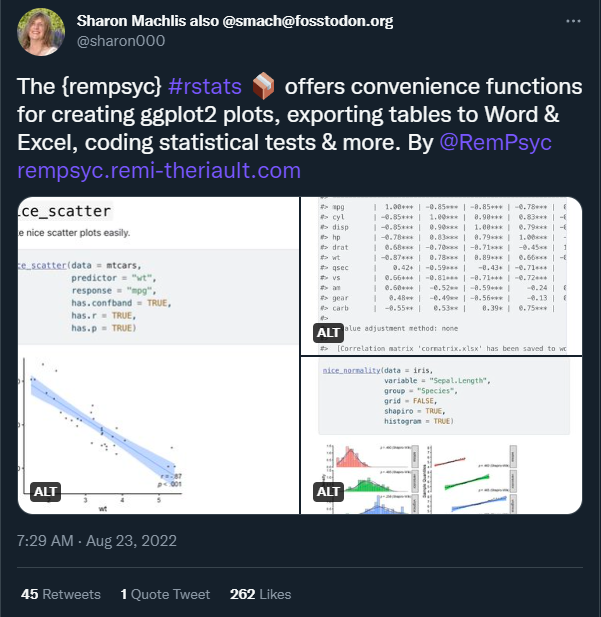 Sharon Machlis also @smach@fosstodon.org
@sharon000
The {rempsyc} #rstats offers convenience functions
for creating ggplot2 plots, exporting tables to Word &
Excel, coding statistical tests & more. By @RemPsyc
rempsyc.remi-theriault.com
ce_scatter
e nice scatter plots easily.
ce_scatter(data = mtcars,
predictor = "wt",
response = "mpg",
has.confband = TRUE,
has.r = TRUE,
has.p = TRUE)
3 4 5
wt
ALT
#> mpg | 1.00*** | -0.85*** | -0.85*** | -0.78*** |
#> cyl | -0.85*** | 1.00*** | 0.90*** | 0.83*** |
#> disp | -0.85*** | 0.90*** | 1.00*** | 0.79*** |
#> hp | -0.78*** | 0.83*** | 0.79*** | 1.00*** |
#> drat | 0.68*** | -0.70*** | -0.71*** | -0.45** |
#> wt | -0.87*** | 0.78*** | 0.89*** | 0.66*** |
#> qsec | 0.42* | -0.59*** | -0.43* | -0.71*** |
#> vs | 0.66*** | -0.81*** | -0.71*** | -0.72*** |
#> am | 0.60*** | -0.52** | -0.59*** | -0.24 |
#> gear | 0.48** | -0.49** | -0.56*** | -0.13 |
#> carb | -0.55** | 0.53** | 0.39* | 0.75*** |
#>
ALT
value adjustment method: none
#> [Correlation matrix 'cormatrix.xlsx' has been saved to
nice_normality(data = iris,
variable = "Sepal.Length",
group = "Species",
grid = FALSE,
shapiro = TRUE,
histogram = TRUE)
ALT
7:29 AM · Aug 23, 2022
45 Retweets 1 Quote Tweet 262 Likes